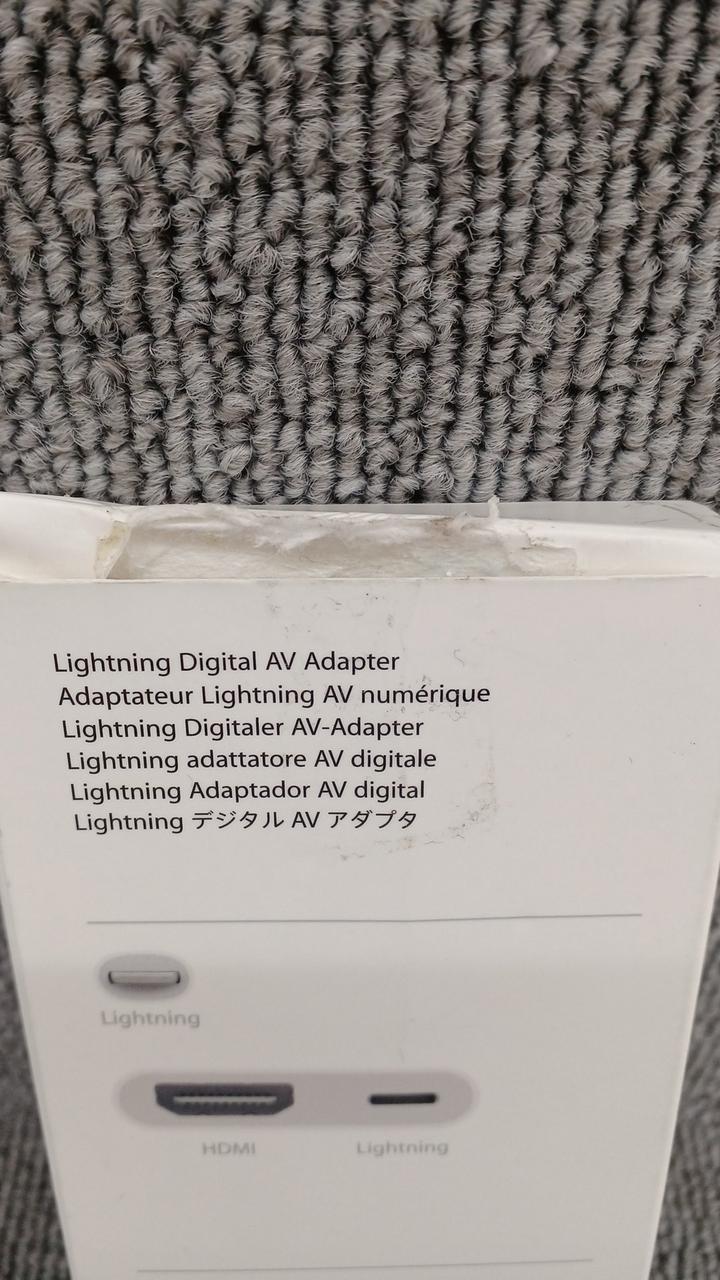 Lightning Digital AV Adapter
Adaptateur Lightning AV numérique
Lightning Digitaler AV-Adapter
Lightning adattatore AV digitale
Lightning Adaptador AV digital
Lightning デジタル AV アダプタ
Lightning
HDMI Lightning